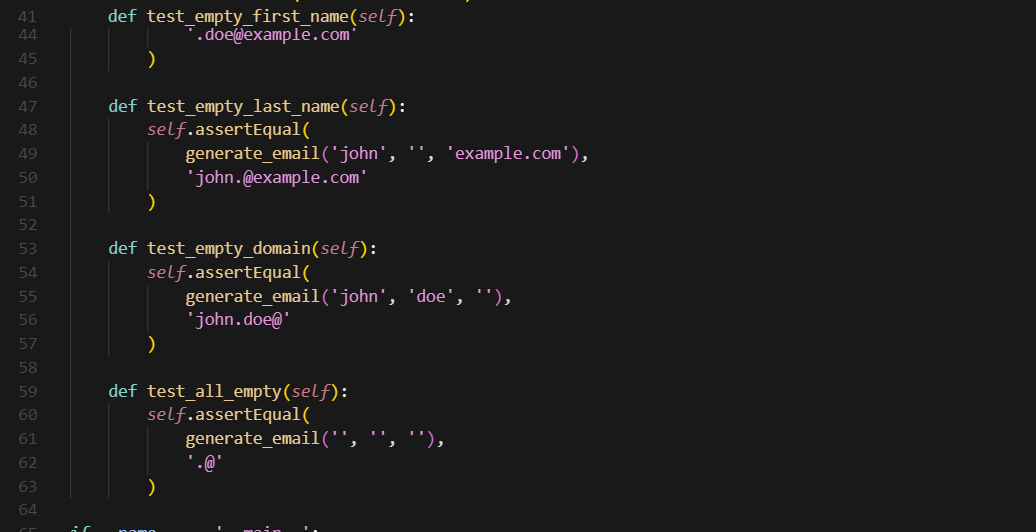 41 def test_empty_first_name(self):
44 '.doe@example.com'
45 )
46
47 def test_empty_last_name(self):
48 self.assertEqual(
49 generate_email('john', '', 'example.com'),
50 'john.@example.com'
51 )
52
53 def test_empty_domain(self):
54 self.assertEqual(
55 generate_email('john', 'doe', ''),
56 'john.doe@'
57 )
58
59 def test_all_empty(self):
60 self.assertEqual(
61 generate_email('', '', ''),
62 '.@'
63 )
64